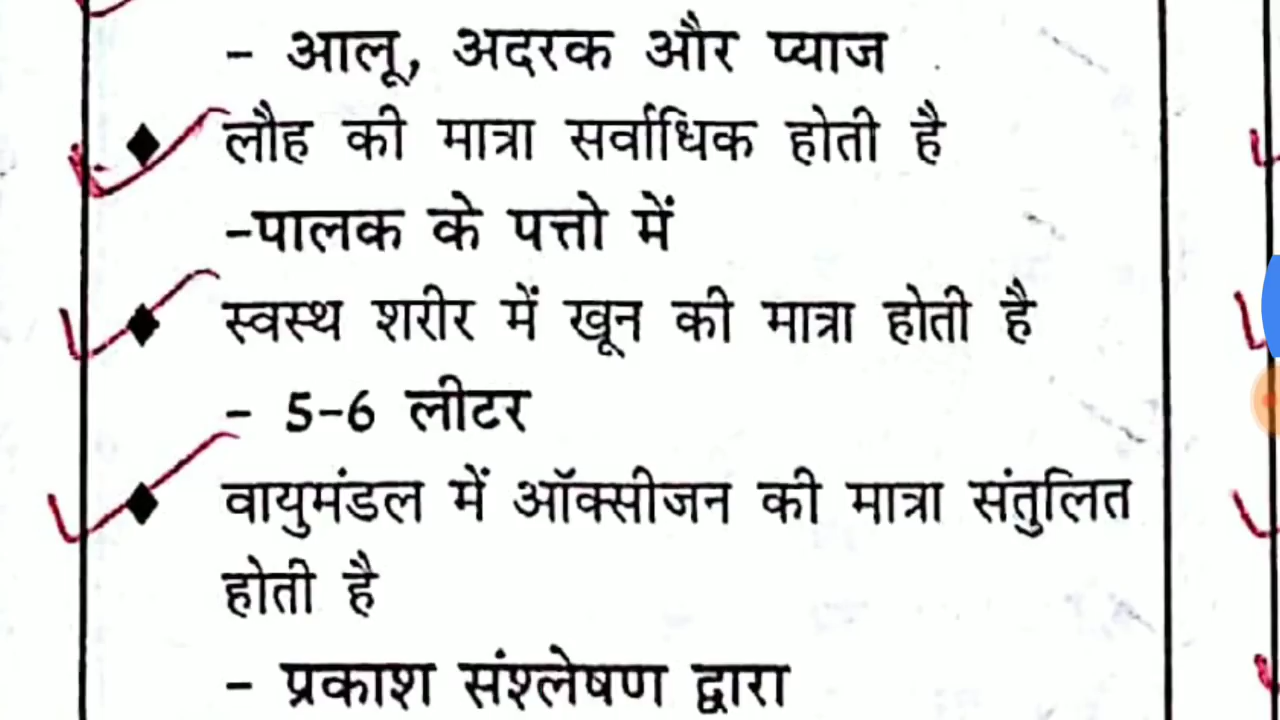 - आलू, अदरक और प्याज
♦ लौह की मात्रा सर्वाधिक होती है
-पालक के पत्तो में
♦ स्वस्थ शरीर में खून की मात्रा होती है
- 5-6 लीटर
♦ वायुमंडल में ऑक्सीजन की मात्रा संतुलित
होती है
- प्रकाश संश्लेषण द्वारा